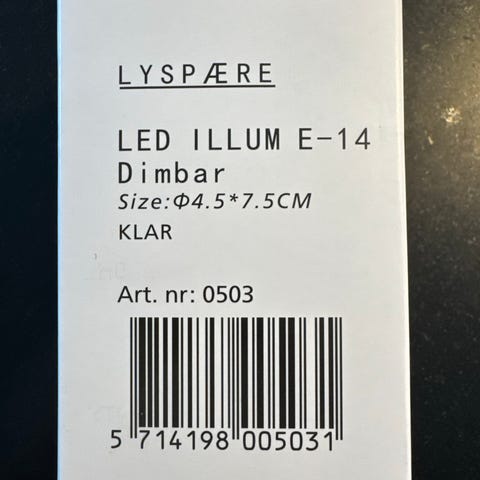 LYSPÆRE
LED ILLUM E-14
Dimbar
Size:Φ4.5*7.5CM
KLAR
Art. nr: 0503
5 714198 005031